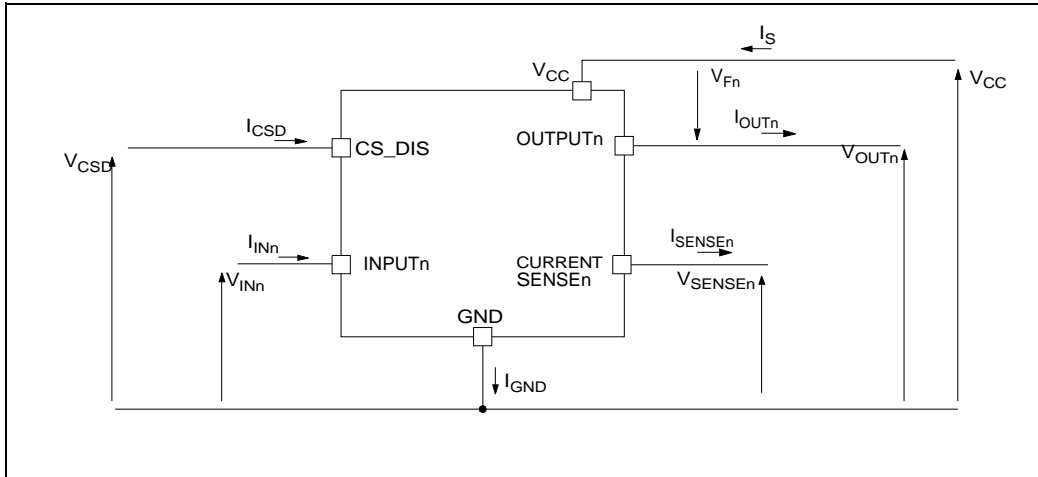 I_S
V_CC
V_Fn
V_CC
I_CSD
OUTPUTn
I_OUTn
CS_DIS
V_CSD
V_OUTn
I_INn
I_SENSEn
INPUTn
CURRENT
SENSEn
V_INn
V_SENSEn
GND
I_GND